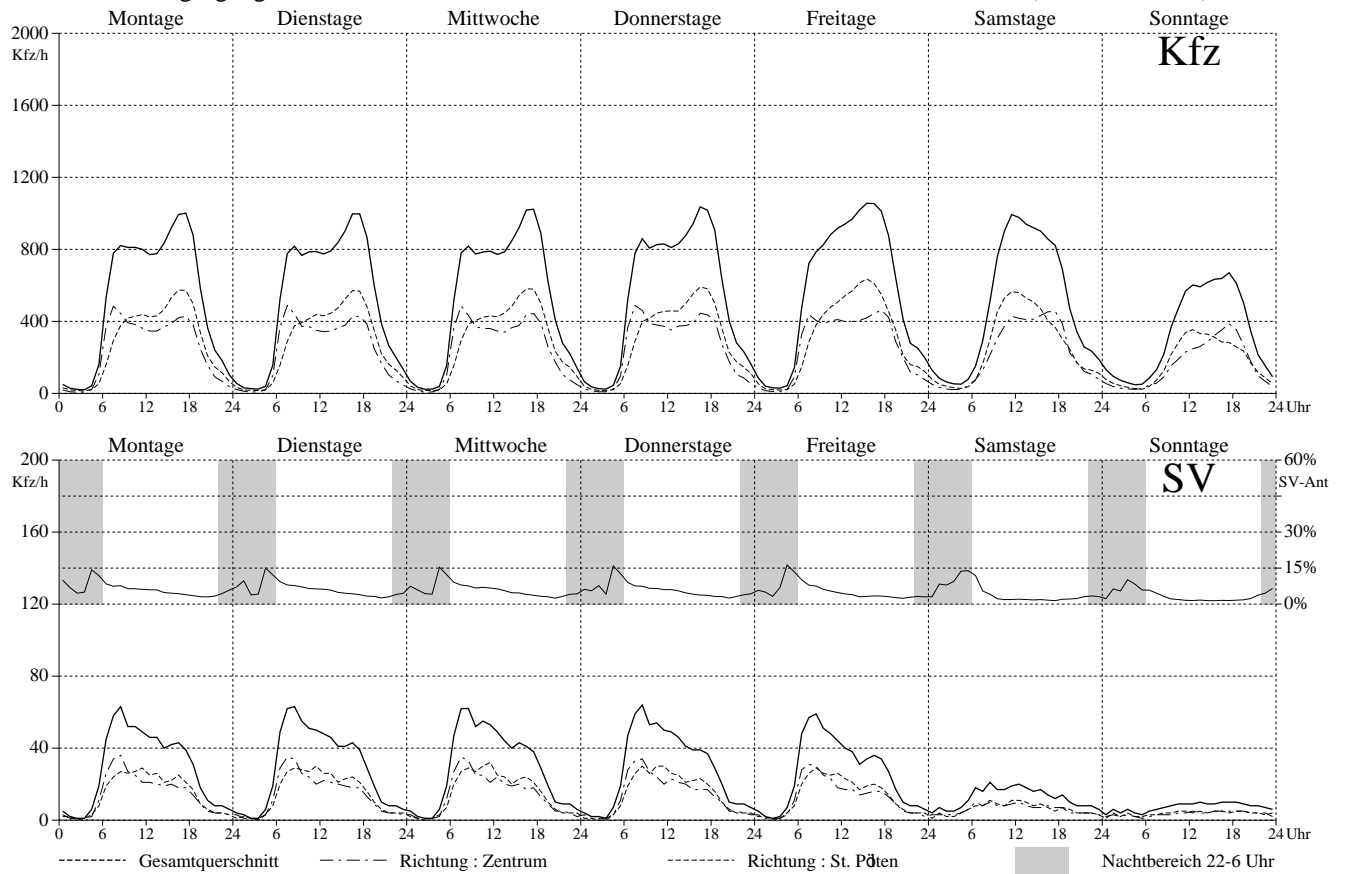 Montage Dienstage Mittwoche Donnerstage Freitage Samstage Sonntage
2000
Kfz/h
Kfz
1600
1200
800
400
0
0 6 12 18 24 6 12 18 24 6 12 18 24 6 12 18 24 6 12 18 24 6 12 18 24 6 12 18 24 Uhr
Montage Dienstage Mittwoche Donnerstage Freitage Samstage Sonntage
200 60%
Kfz/h SV-Ant
SV
160 30%
15%
120 0%
80
40
0
0 6 12 18 24 6 12 18 24 6 12 18 24 6 12 18 24 6 12 18 24 6 12 18 24 6 12 18 24 Uhr
Gesamtquerschnitt Richtung : Zentrum Richtung : St. Pölten Nachtbereich 22-6 Uhr